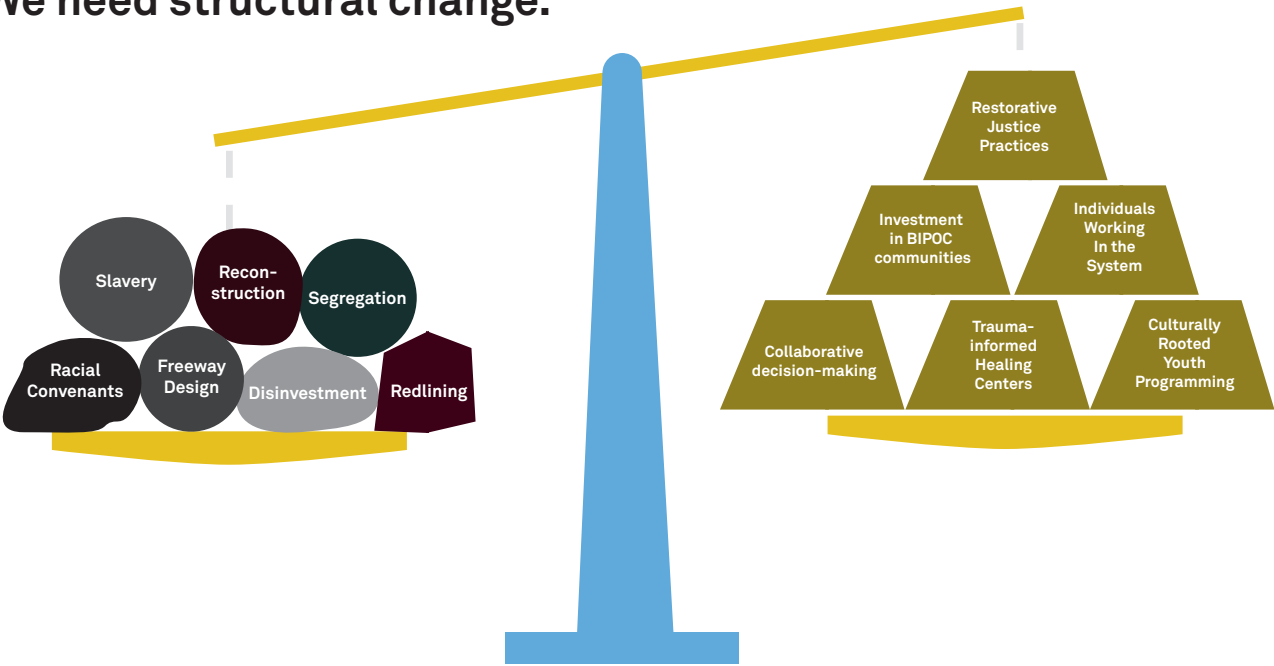 We need structural change.
Slavery
Recon-
struction
Segregation
Racial
Convenants
Freeway
Design
Disinvestment
Redlining
Restorative
Justice
Practices
Investment
in BIPOC
communities
Individuals
Working
In the
System
Collaborative
decision-making
Trauma-
informed
Healing
Centers
Culturally
Rooted
Youth
Programming